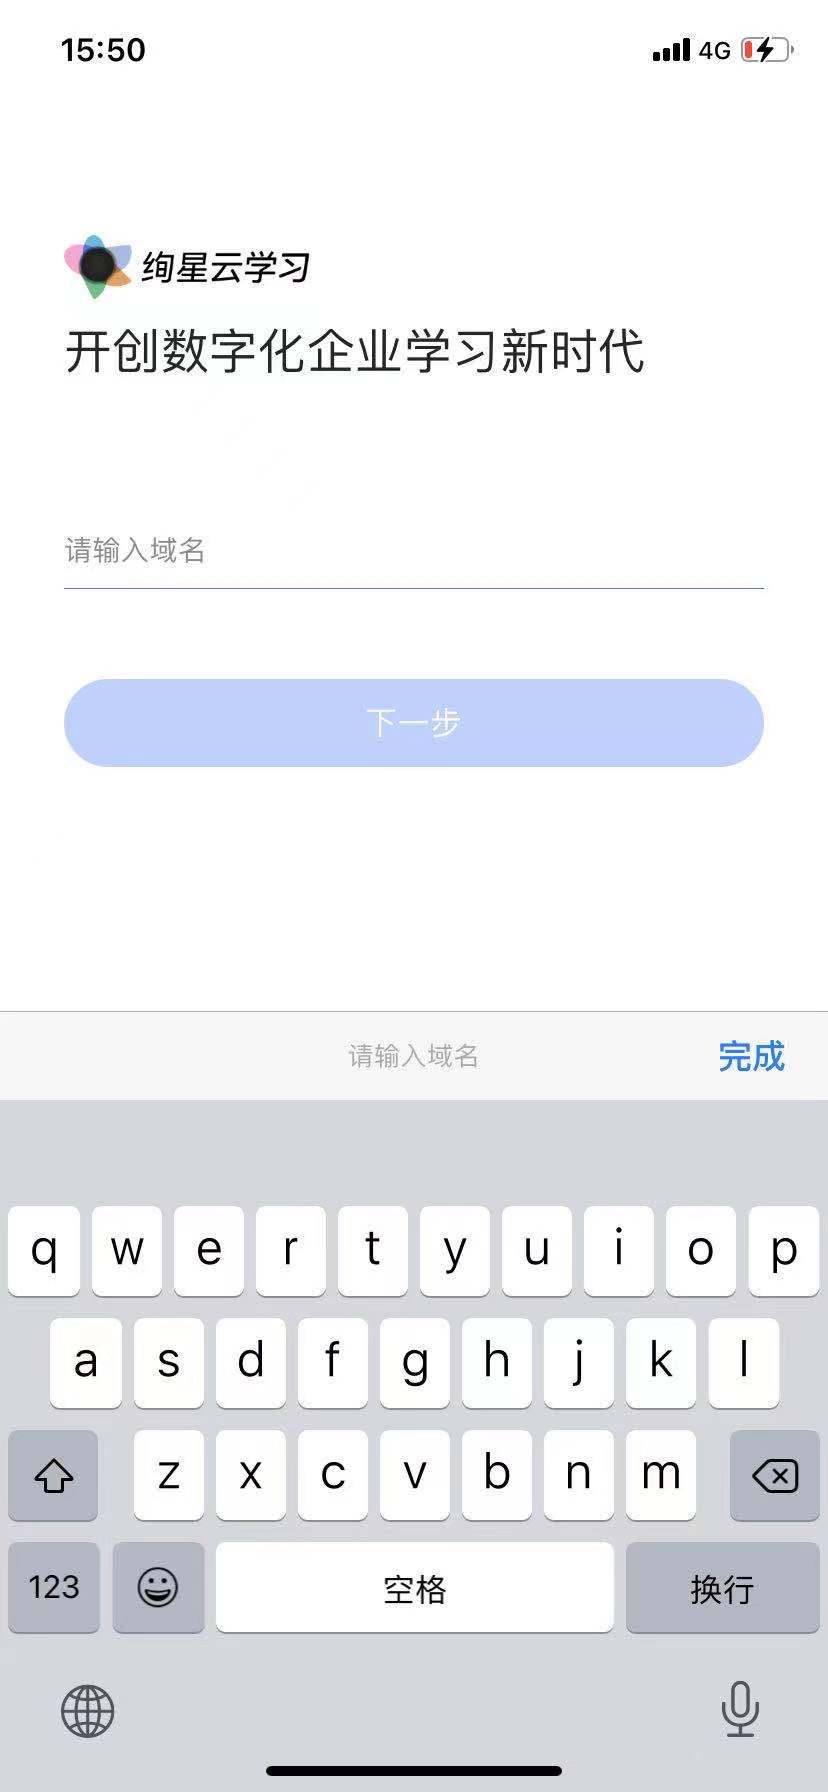 15:50 4G
绚星云学习
开创数字化企业学习新时代
请输入域名
下一步
请输入域名 完成
q w e r t y u i o p
a s d f g h j k l
z x c v b n m
123 空格 换行